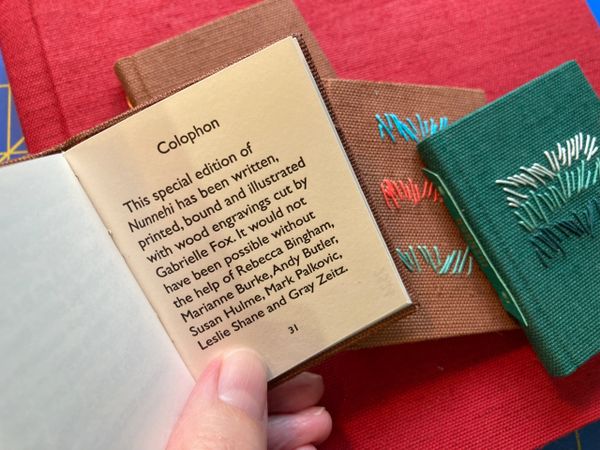 Colophon
This special edition of
Nunnehi has been written,
printed, bound and illustrated
with wood engravings cut by
Gabrielle Fox. It would not
have been possible without
the help of Rebecca Bingham,
Marianne Burke, Andy Butler,
Susan Hulme, Mark Palkovic,
Leslie Shane and Gray Zeitz.
31